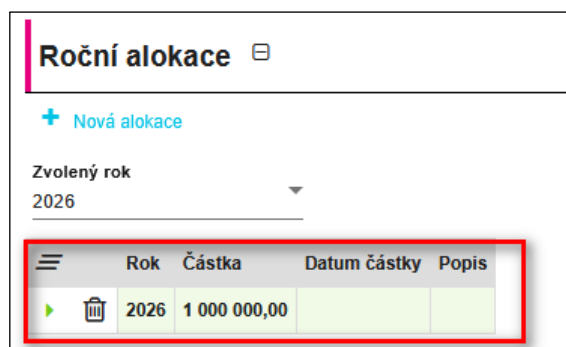 Roční alokace
Nová alokace
Zvolený rok
2026
Rok Částka Datum částky Popis
2026 1 000 000,00